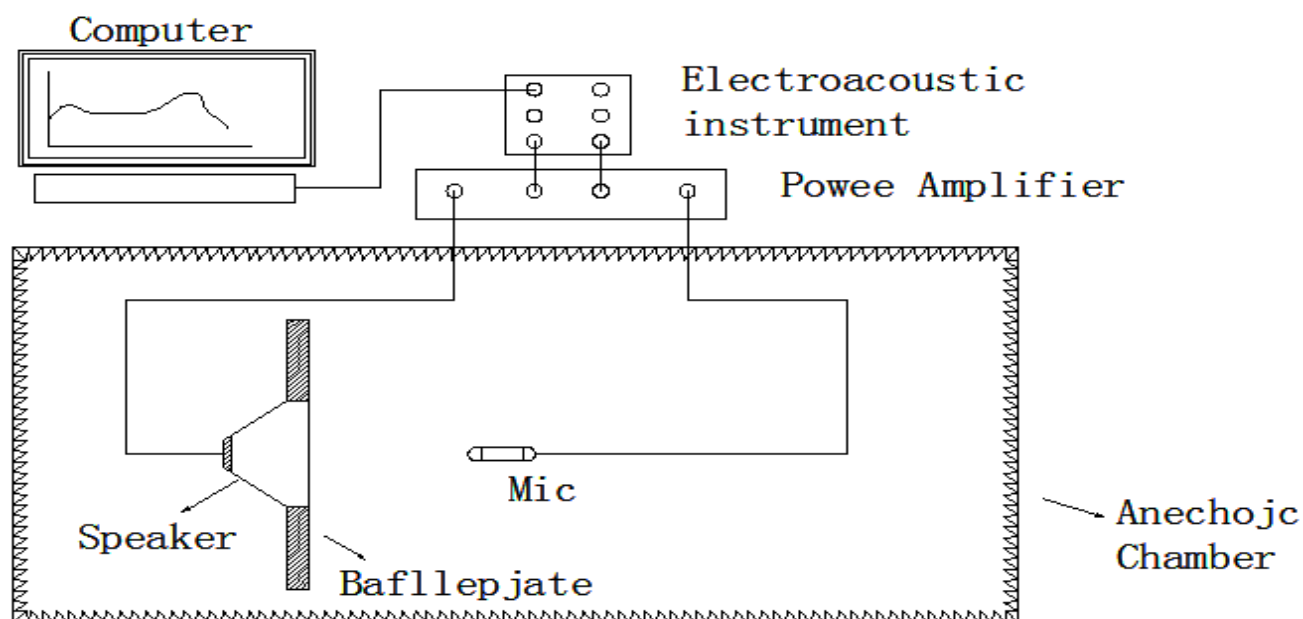 Computer
Electroacoustic
instrument
Powee Amplifier
Mic
Speaker
Bafllepjate
Anechojc
Chamber